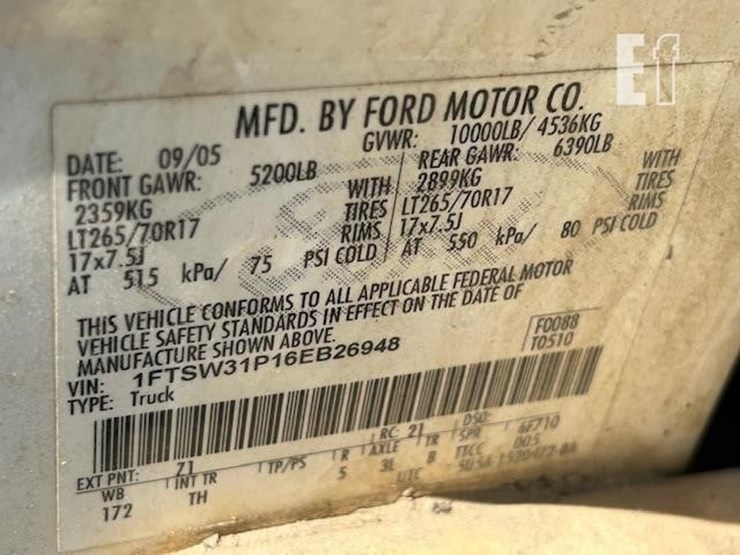 Ef
MFD. BY FORD MOTOR CO.
DATE: 09/05 GVWR: 10000LB/4536KG
FRONT GAWR: 5200LB REAR GAWR: 6390LB
2359KG WITH 2899KG WITH
LT265/70R17 TIRES LT265/70R17 TIRES
17x7.5J RIMS 17x7.5J RIMS
AT 515 kPa/ 75 PSI COLD AT 550 kPa/ 80 PSI COLD
THIS VEHICLE CONFORMS TO ALL APPLICABLE FEDERAL MOTOR
VEHICLE SAFETY STANDARDS IN EFFECT ON THE DATE OF
MANUFACTURE SHOWN ABOVE.
VIN: 1FTSW31P16EB26948 F0088
TYPE: Truck T0510
EXT PNT: Z1 RC: 21 DSO:
WB INT TR TP/PS R AXLE TR SPR 6F710
172 TH 5 3L B TTCC 005
UTC